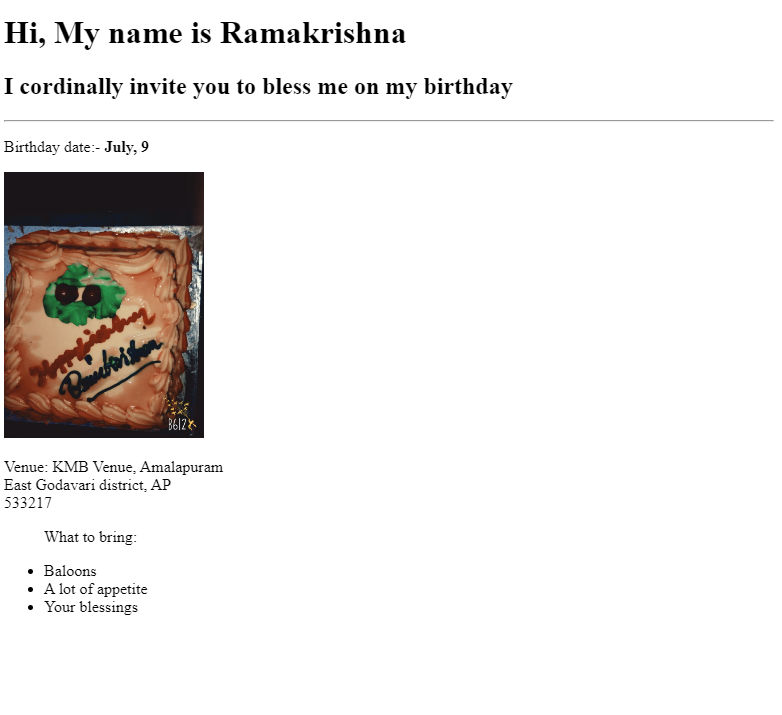 Hi, My name is Ramakrishna
I cordinally invite you to bless me on my birthday
Birthday date:- July, 9
Ramakrishna
B612
Venue: KMB Venue, Amalapuram
East Godavari district, AP
533217
What to bring:
Baloons
A lot of appetite
Your blessings